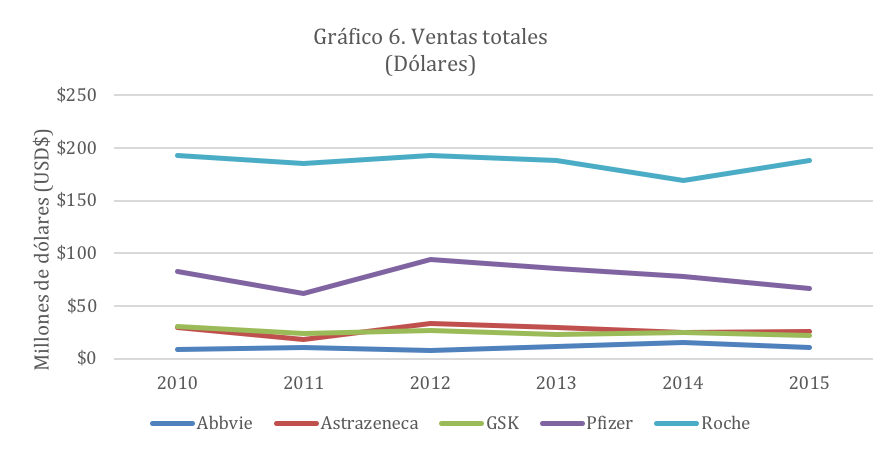 Gráfico 6. Ventas totales
(Dólares)
Millones de dólares (USD$)
$250
$200
$150
$100
$50
$0
2010 2011 2012 2013 2014 2015
Abbvie Astrazeneca GSK Pfizer Roche